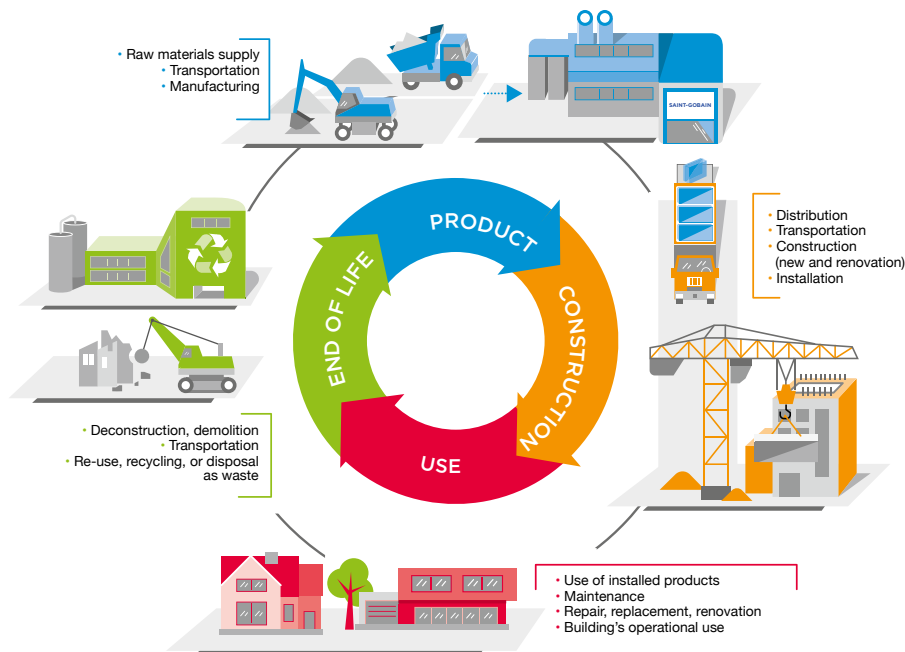 • Raw materials supply
• Transportation
• Manufacturing
SAINT-GOBAIN
PRODUCT
• Distribution
• Transportation
• Construction
(new and renovation)
• Installation
CONSTRUCTION
END OF LIFE
USE
• Deconstruction, demolition
• Transportation
• Re-use, recycling, or disposal
as waste
• Use of installed products
• Maintenance
• Repair, replacement, renovation
• Building’s operational use